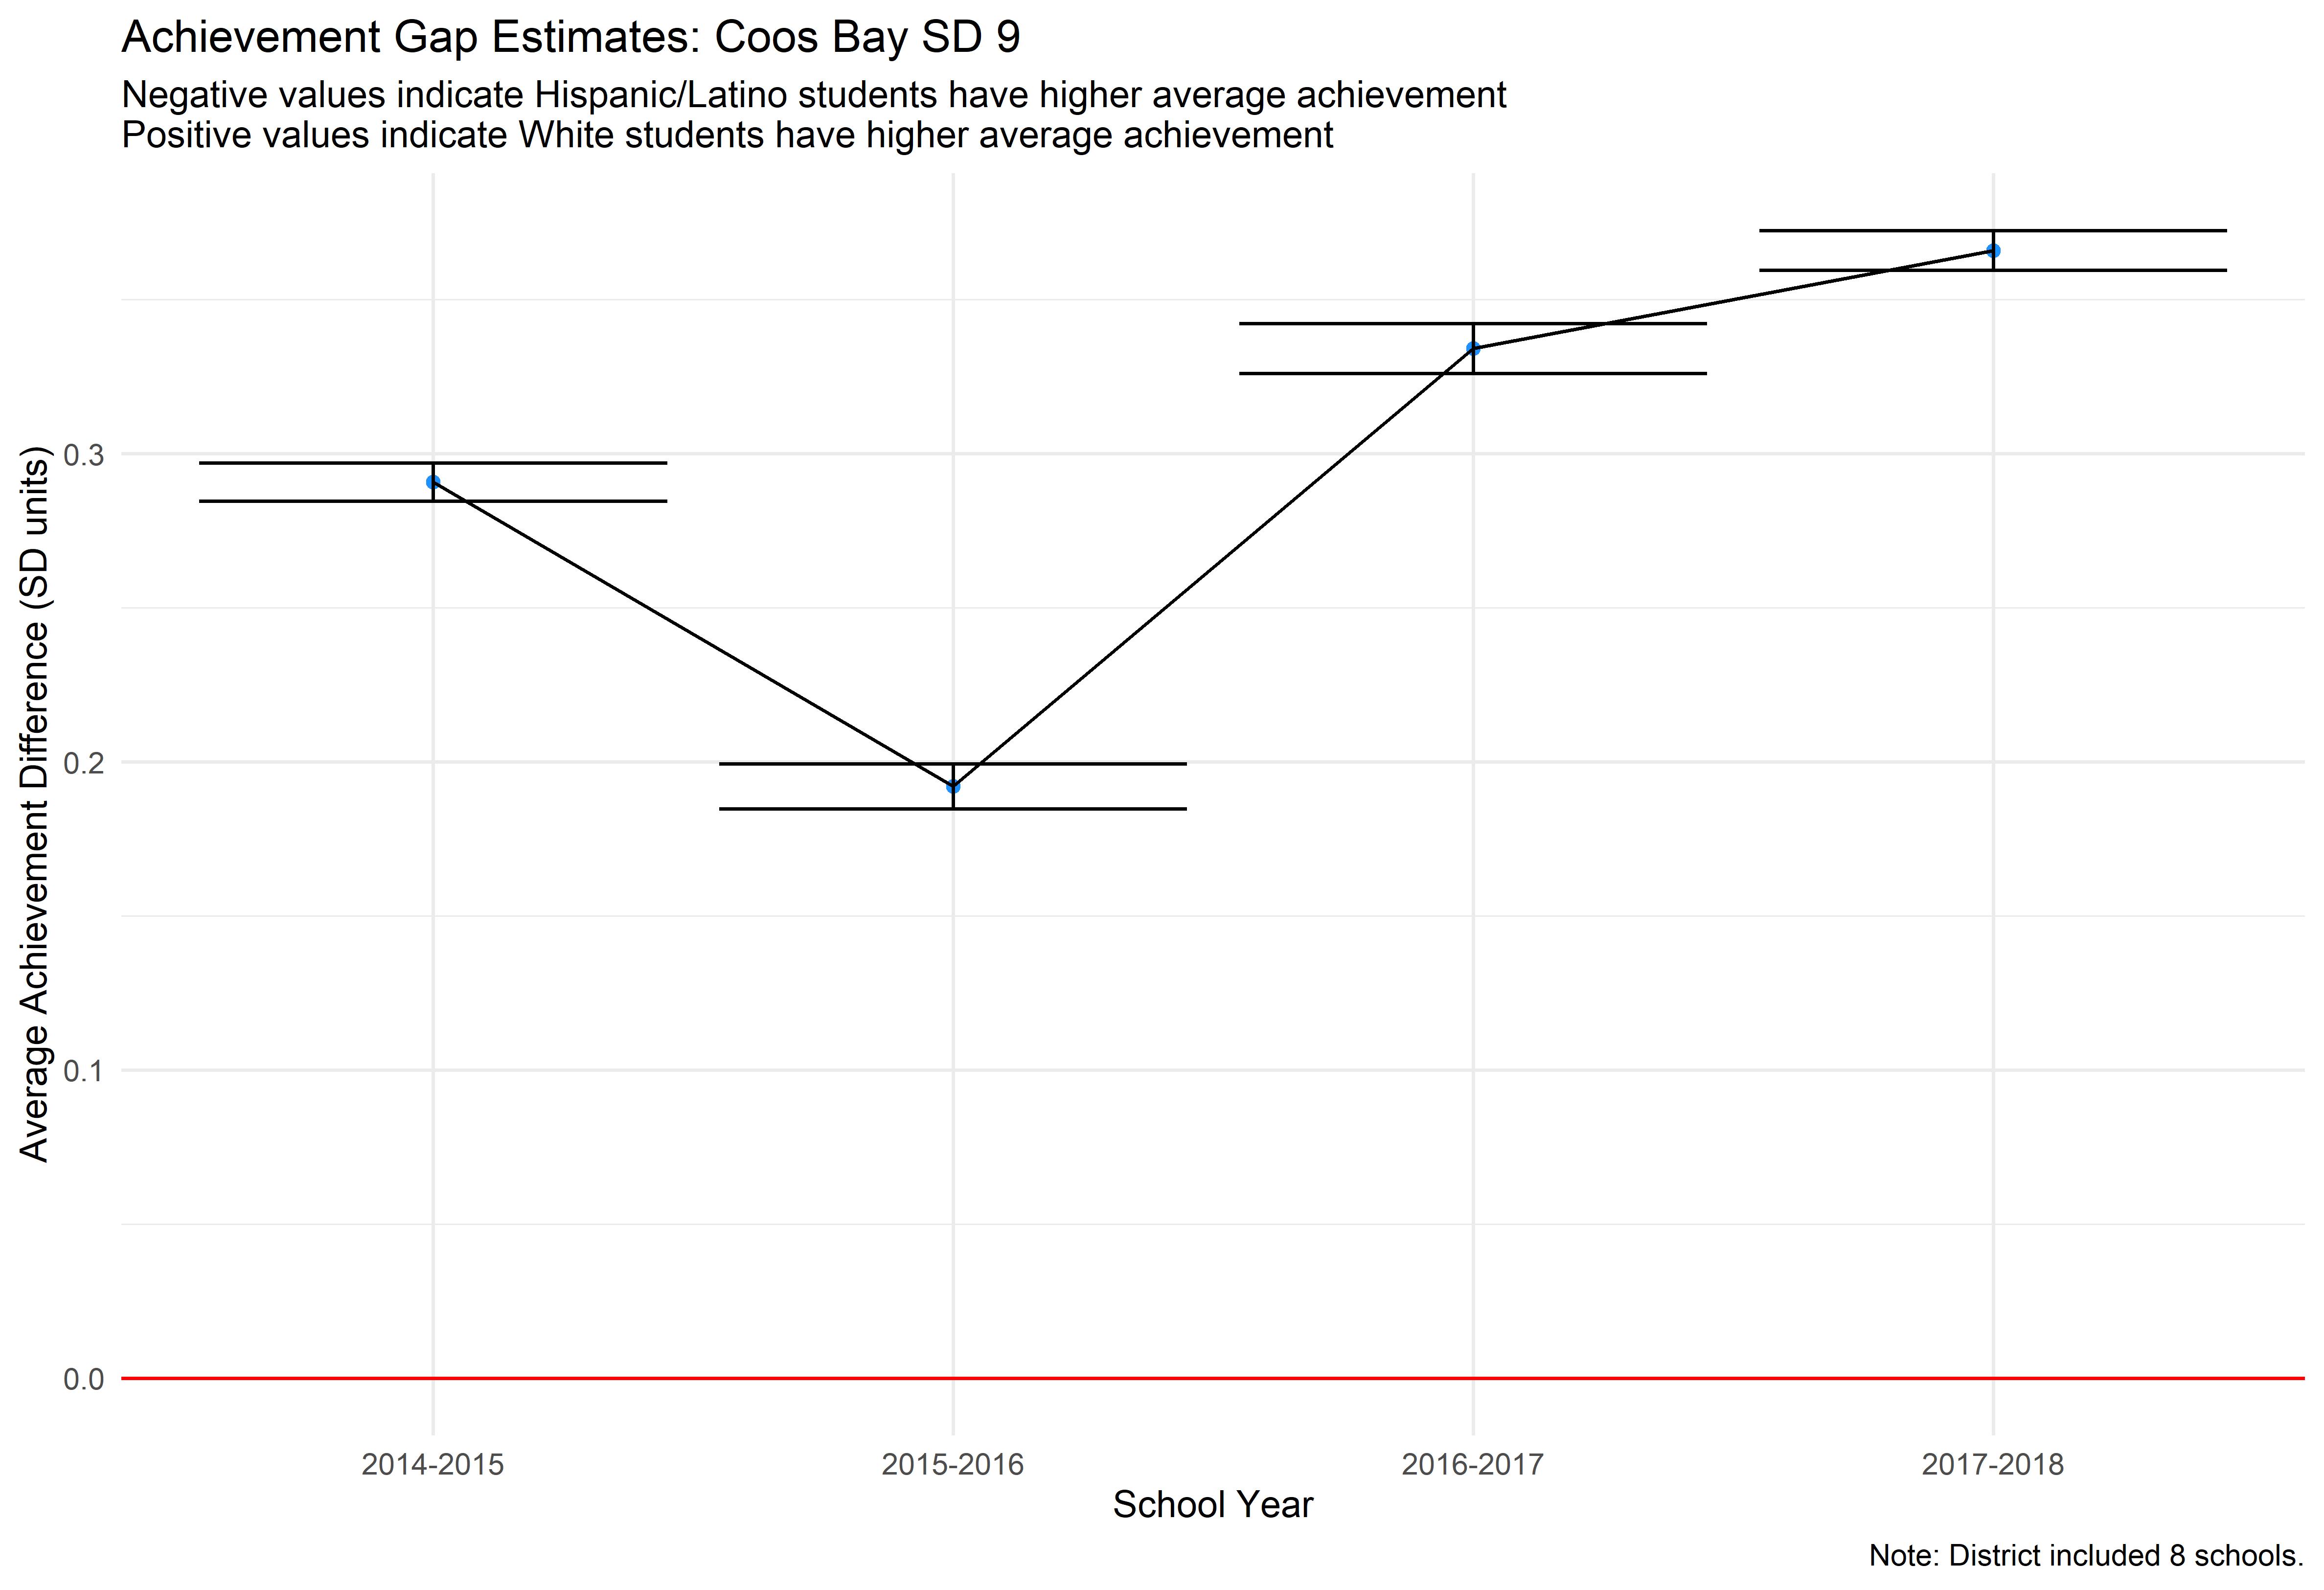 Achievement Gap Estimates: Coos Bay SD 9
Negative values indicate Hispanic/Latino students have higher average achievement
Positive values indicate White students have higher average achievement
Average Achievement Difference (SD units)
0.3
0.2
0.1
0.0
2014-2015
2015-2016
2016-2017
2017-2018
School Year
Note: District included 8 schools.